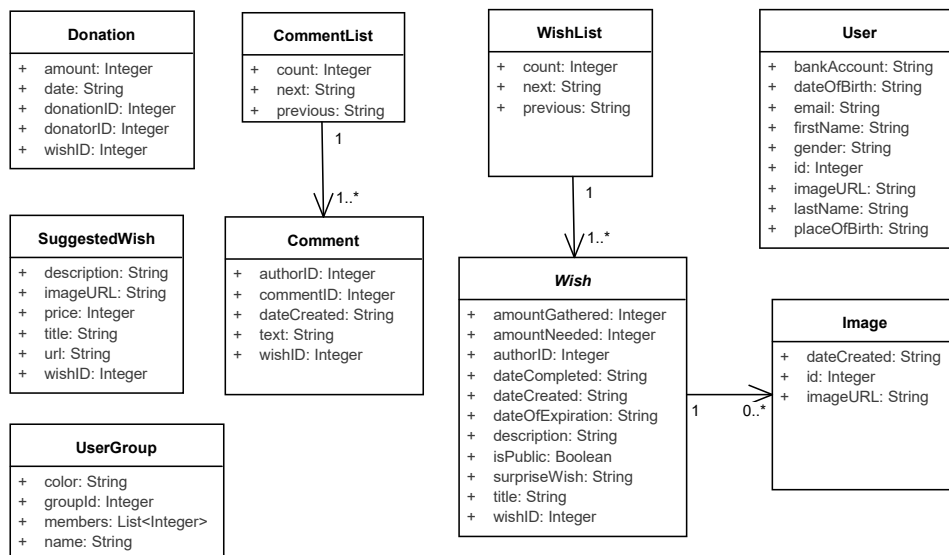 Donation
+ amount: Integer
+ date: String
+ donationID: Integer
+ donatorID: Integer
+ wishID: Integer
CommentList
+ count: Integer
+ next: String
+ previous: String
1
1..*
WishList
+ count: Integer
+ next: String
+ previous: String
1
1..*
User
+ bankAccount: String
+ dateOfBirth: String
+ email: String
+ firstName: String
+ gender: String
+ id: Integer
+ imageURL: String
+ lastName: String
+ placeOfBirth: String
SuggestedWish
+ description: String
+ imageURL: String
+ price: Integer
+ title: String
+ url: String
+ wishID: Integer
Comment
+ authorID: Integer
+ commentID: Integer
+ dateCreated: String
+ text: String
+ wishID: Integer
Wish
+ amountGathered: Integer
+ amountNeeded: Integer
+ authorID: Integer
+ dateCompleted: String
+ dateCreated: String
+ dateOfExpiration: String
+ description: String
+ isPublic: Boolean
+ surpriseWish: String
+ title: String
+ wishID: Integer
1
0..*
Image
+ dateCreated: String
+ id: Integer
+ imageURL: String
UserGroup
+ color: String
+ groupId: Integer
+ members: List<Integer>
+ name: String